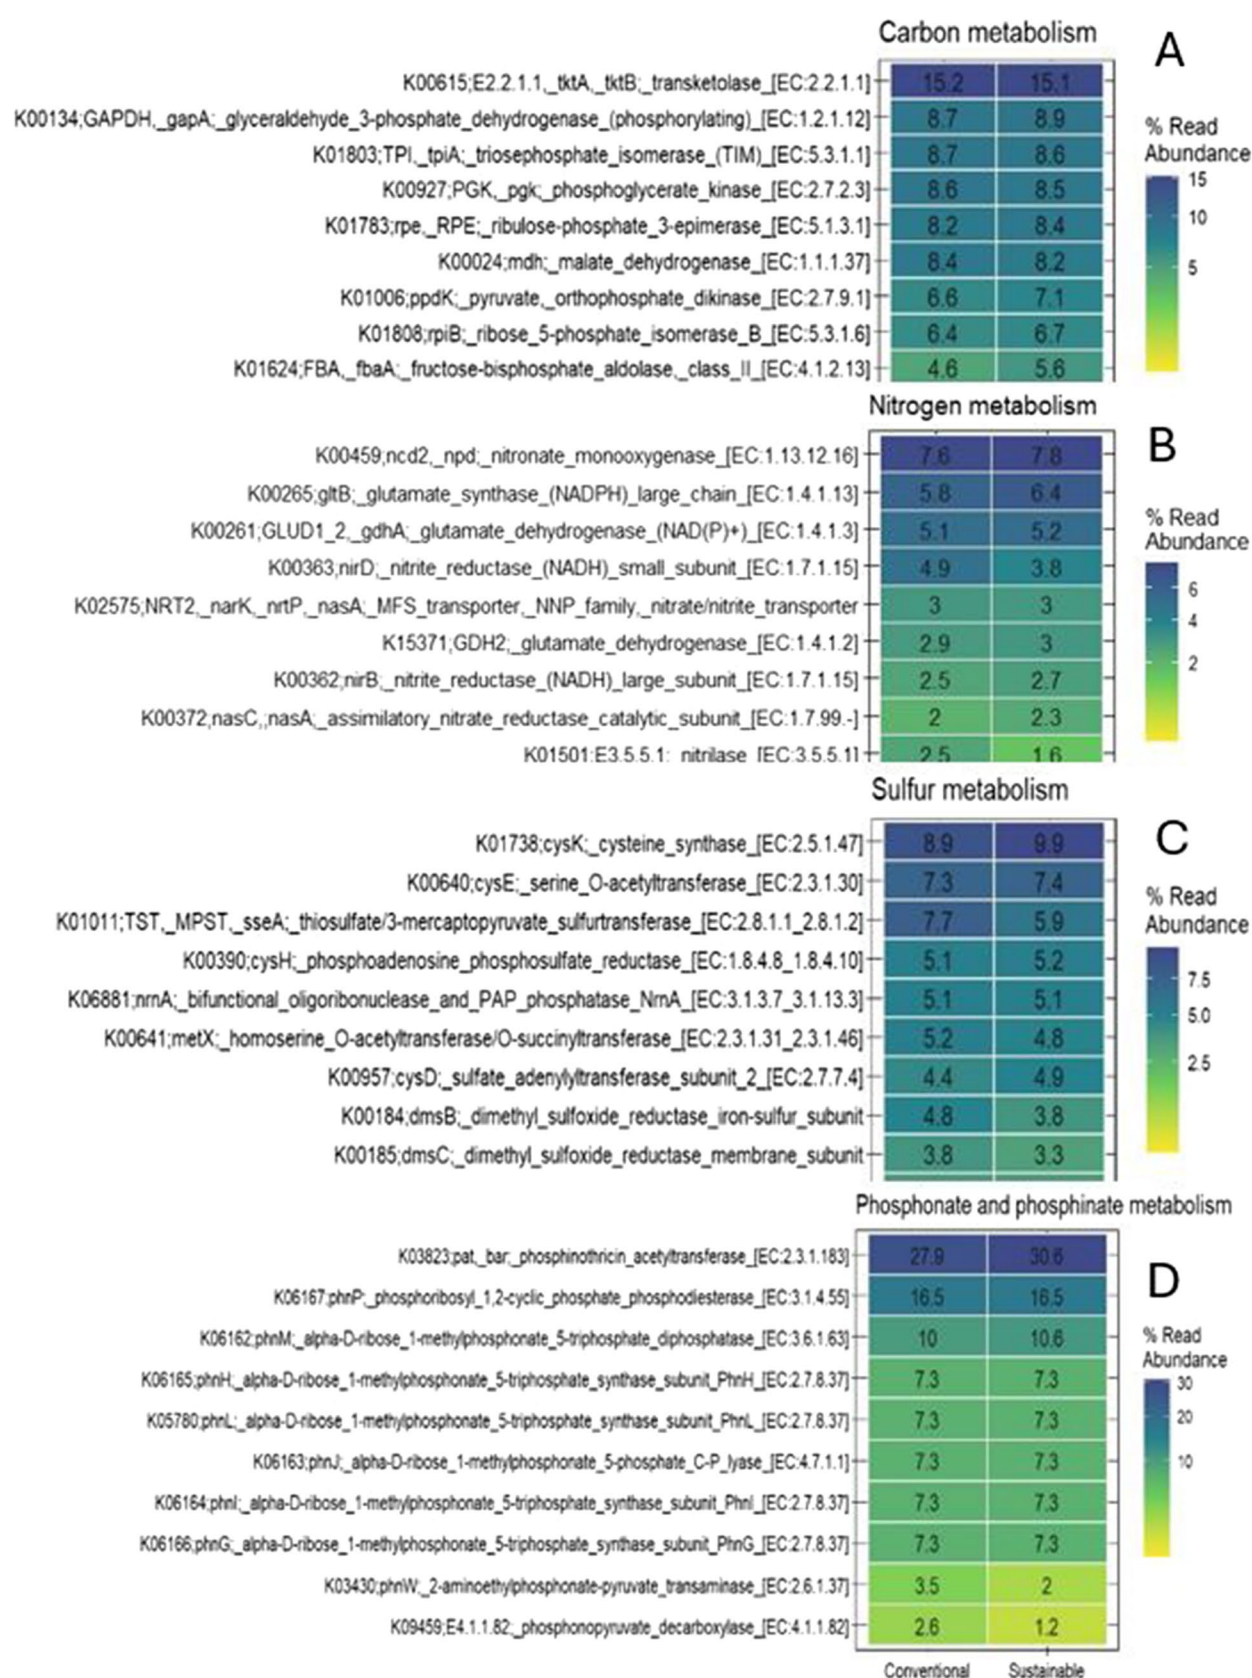 Carbon metabolism
A
K00615;E2.2.1.1,_tktA,_tktB;_transketolase_[EC:2.2.1.1] 15.2 15.1
K00134;GAPDH,_gapA;_glyceraldehyde_3-phosphate_dehydrogenase_(phosphorylating)_[EC:1.2.1.12] 8.7 8.9
K01803;TPI,_tpiA;_triosephosphate_isomerase_(TIM)_[EC:5.3.1.1] 8.7 8.6
K00927;PGK,_pgk;_phosphoglycerate_kinase_[EC:2.7.2.3] 8.6 8.5
K01783;rpe,_RPE;_ribulose-phosphate_3-epimerase_[EC:5.1.3.1] 8.2 8.4
K00024;mdh;_malate_dehydrogenase_[EC:1.1.1.37] 8.4 8.2
K01006;ppdK;_pyruvate,_orthophosphate_dikinase_[EC:2.7.9.1] 6.6 7.1
K01808;rpiB;_ribose_5-phosphate_isomerase_B_[EC:5.3.1.6] 6.4 6.7
K01624;FBA,_fbaA;_fructose-bisphosphate_aldolase,_class_II_[EC:4.1.2.13] 4.6 5.6
% Read
Abundance
15
10
5
Nitrogen metabolism
B
K00459;ncd2,_npd;_nitronate_monooxygenase_[EC:1.13.12.16] 7.6 7.8
K00265;gltB;_glutamate_synthase_(NADPH)_large_chain_[EC:1.4.1.13] 5.8 6.4
K00261;GLUD1_2,_gdhA;_glutamate_dehydrogenase_(NAD(P)+)_[EC:1.4.1.3] 5.1 5.2
K00363;nirD;_nitrite_reductase_(NADH)_small_subunit_[EC:1.7.1.15] 4.9 3.8
K02575;NRT2,_narK,_nrtP,_nasA;_MFS_transporter,_NNP_family,_nitrate/nitrite_transporter 3 3
K15371;GDH2;_glutamate_dehydrogenase_[EC:1.4.1.2] 2.9 3
K00362;nirB;_nitrite_reductase_(NADH)_large_subunit_[EC:1.7.1.15] 2.5 2.7
K00372;nasC,;nasA;_assimilatory_nitrate_reductase_catalytic_subunit_[EC:1.7.99.-] 2 2.3
K01501;E3.5.5.1;_nitrilase_[EC:3.5.5.1] 2.5 1.6
% Read
Abundance
6
4
2
Sulfur metabolism
C
K01738;cysK;_cysteine_synthase_[EC:2.5.1.47] 8.9 9.9
K00640;cysE;_serine_O-acetyltransferase_[EC:2.3.1.30] 7.3 7.4
K01011;TST,_MPST,_sseA;_thiosulfate/3-mercaptopyruvate_sulfurtransferase_[EC:2.8.1.1_2.8.1.2] 7.7 5.9
K00390;cysH;_phosphoadenosine_phosphosulfate_reductase_[EC:1.8.4.8_1.8.4.10] 5.1 5.2
K06881;nrnA;_bifunctional_oligoribonuclease_and_PAP_phosphatase_NrnA_[EC:3.1.3.7_3.1.13.3] 5.1 5.1
K00641;metX;_homoserine_O-acetyltransferase/O-succinyltransferase_[EC:2.3.1.31_2.3.1.46] 5.2 4.8
K00957;cysD;_sulfate_adenylyltransferase_subunit_2_[EC:2.7.7.4] 4.4 4.9
K00184;dmsB;_dimethyl_sulfoxide_reductase_iron-sulfur_subunit 4.8 3.8
K00185;dmsC;_dimethyl_sulfoxide_reductase_membrane_subunit 3.8 3.3
% Read
Abundance
7.5
5.0
2.5
Phosphonate and phosphinate metabolism
D
K03823;pat,_bar;_phosphinothricin_acetyltransferase_[EC:2.3.1.183] 27.9 30.6
K06167;phnP;_phosphoribosyl_1,2-cyclic_phosphate_phosphodiesterase_[EC:3.1.4.55] 16.5 16.5
K06162;phnM;_alpha-D-ribose_1-methylphosphonate_5-triphosphate_diphosphatase_[EC:3.6.1.63] 10 10.6
K06165;phnH;_alpha-D-ribose_1-methylphosphonate_5-triphosphate_synthase_subunit_PhnH_[EC:2.7.8.37] 7.3 7.3
K05780;phnL;_alpha-D-ribose_1-methylphosphonate_5-triphosphate_synthase_subunit_PhnL_[EC:2.7.8.37] 7.3 7.3
K06163;phnJ;_alpha-D-ribose_1-methylphosphonate_5-phosphate_C-P_lyase_[EC:4.7.1.1] 7.3 7.3
K06164;phnI;_alpha-D-ribose_1-methylphosphonate_5-triphosphate_synthase_subunit_PhnI_[EC:2.7.8.37] 7.3 7.3
K06166;phnG;_alpha-D-ribose_1-methylphosphonate_5-triphosphate_synthase_subunit_PhnG_[EC:2.7.8.37] 7.3 7.3
K03430;phnW;_2-aminoethylphosphonate-pyruvate_transaminase_[EC:2.6.1.37] 3.5 2
K09459;E4.1.1.82;_phosphonopyruvate_decarboxylase_[EC:4.1.1.82] 2.6 1.2
% Read
Abundance
30
20
10
Conventional Sustainable